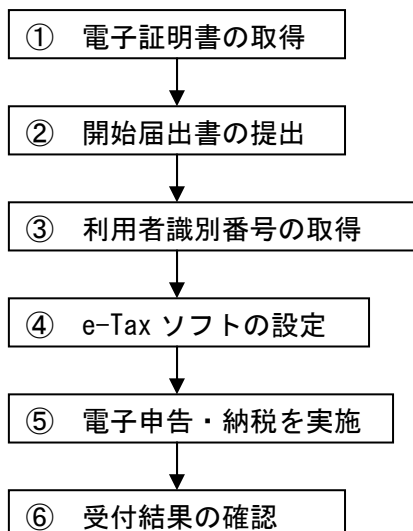 ① 電子証明書の取得
② 開始届出書の提出
③ 利用者識別番号の取得
④ e-Tax ソフトの設定
⑤ 電子申告・納税を実施
⑥ 受付結果の確認